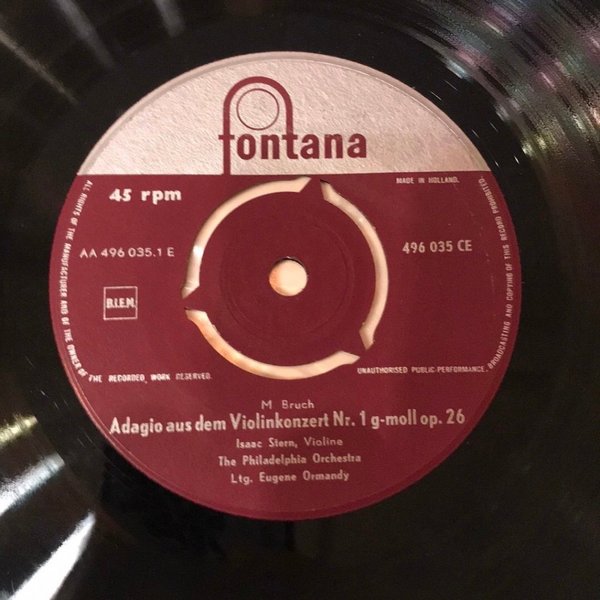 fontana
45 rpm
MADE IN HOLLAND.
AA 496 035.1 E
496 035 CE
B.I.E.M.
ALL RIGHTS OF THE MANUFACTURER AND OF THE OWNER OF THE RECORDED WORK RESERVED.
UNAUTHORISED PUBLIC PERFORMANCE, BROADCASTING AND COPYING OF THIS RECORD PROHIBITED.
M Bruch
Adagio aus dem Violinkonzert Nr. 1 g-moll op. 26
Isaac Stern, Violine
The Philadelphia Orchestra
Ltg. Eugene Ormandy